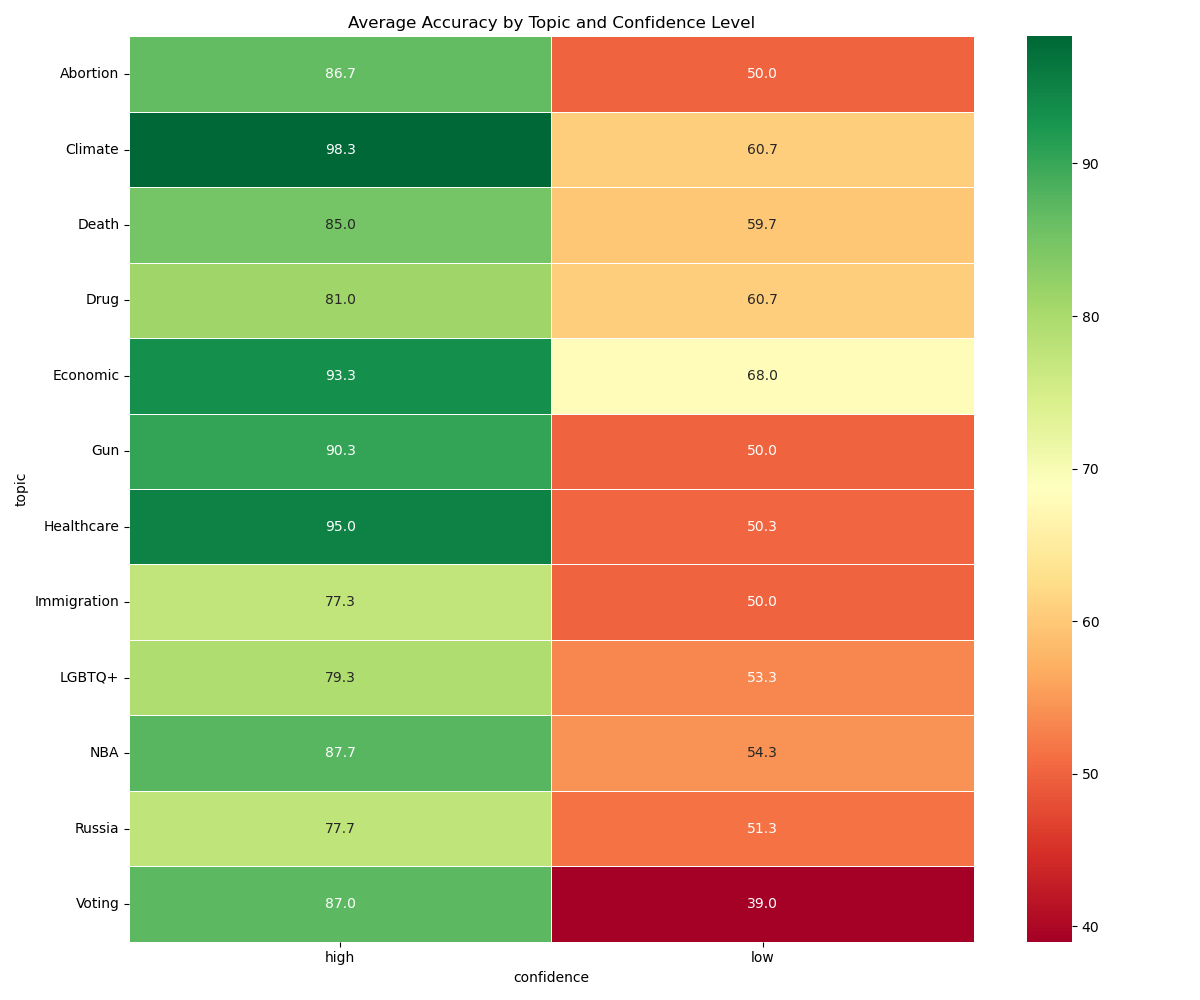 Average Accuracy by Topic and Confidence Level
Abortion 86.7 50.0
Climate 98.3 60.7
Death 85.0 59.7
Drug 81.0 60.7
Economic 93.3 68.0
Gun 90.3 50.0
Healthcare 95.0 50.3
Immigration 77.3 50.0
LGBTQ+ 79.3 53.3
NBA 87.7 54.3
Russia 77.7 51.3
Voting 87.0 39.0
high low
confidence
topic
90
80
70
60
50
40